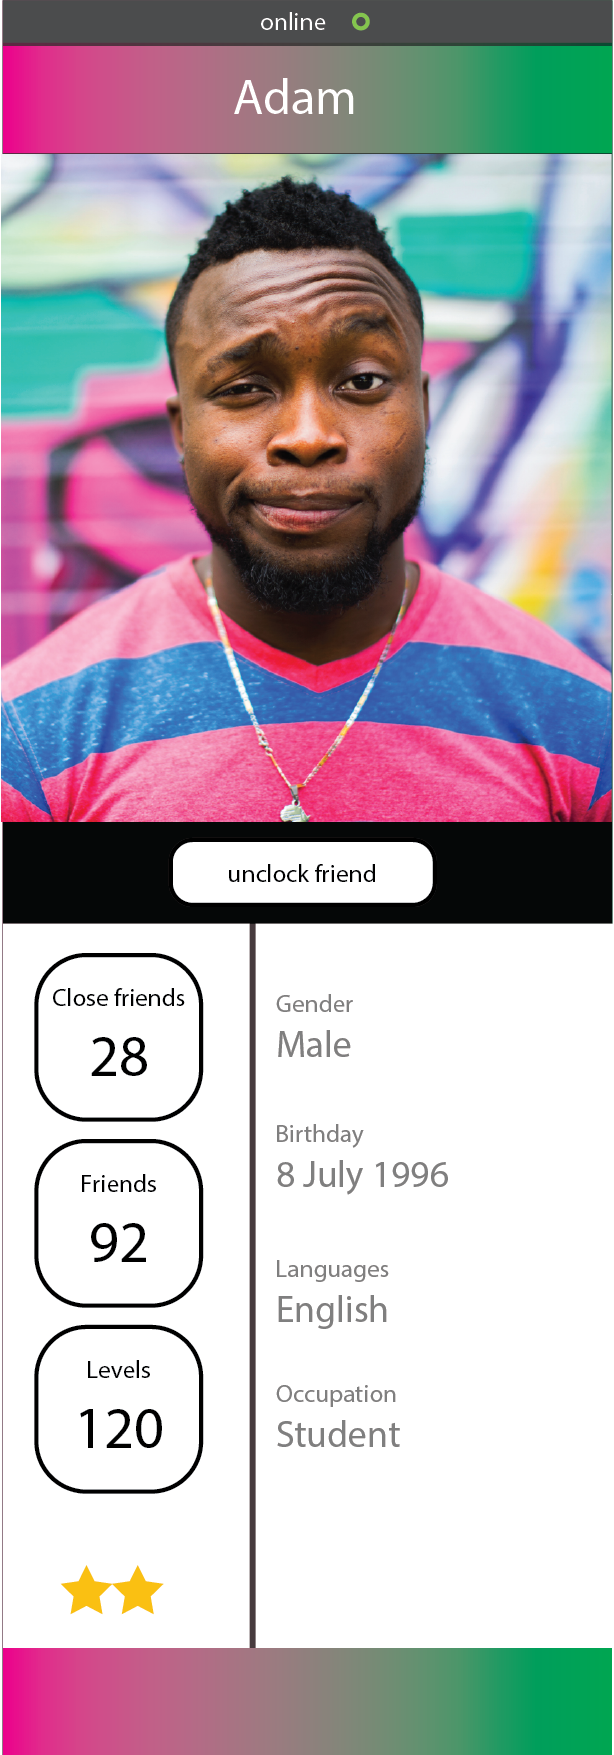 online
Adam
unclock friend
Close friends
28
Friends
92
Levels
120
Gender
Male
Birthday
8 July 1996
Languages
English
Occupation
Student